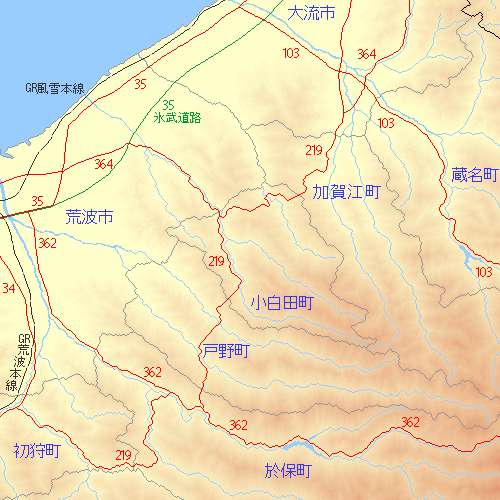 大流市
103
364
GR風雪本線
35
35
氷武道路
103
219
364
蔵名町
加賀江町
35
荒波市
362
219
103
34
小白田町
GR荒波本線
戸野町
362
362
362
初狩町
219
於保町